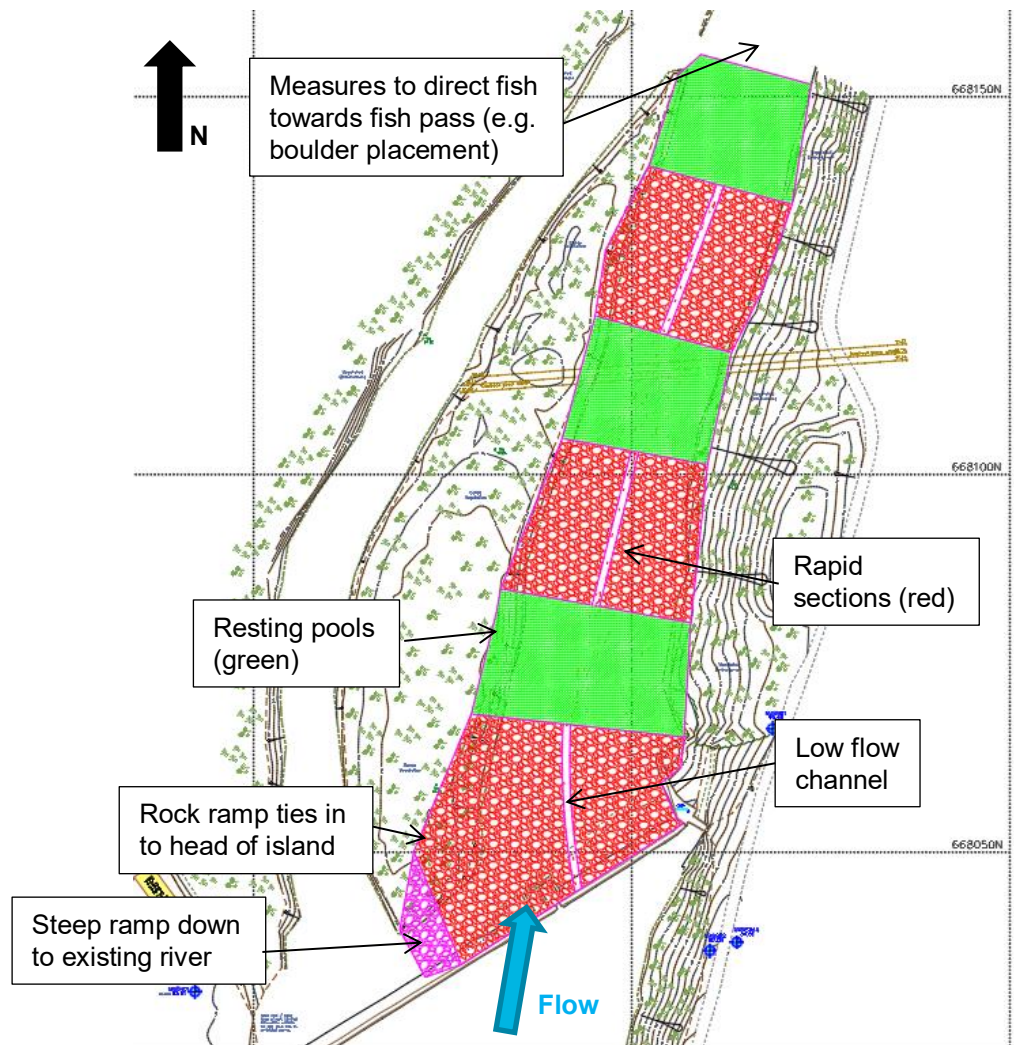 N
Measures to direct fish
towards fish pass (e.g.
boulder placement)
668150N
668100N
Rapid
sections (red)
Resting pools
(green)
Low flow
channel
Rock ramp ties in
to head of island
668050N
Steep ramp down
to existing river
Flow